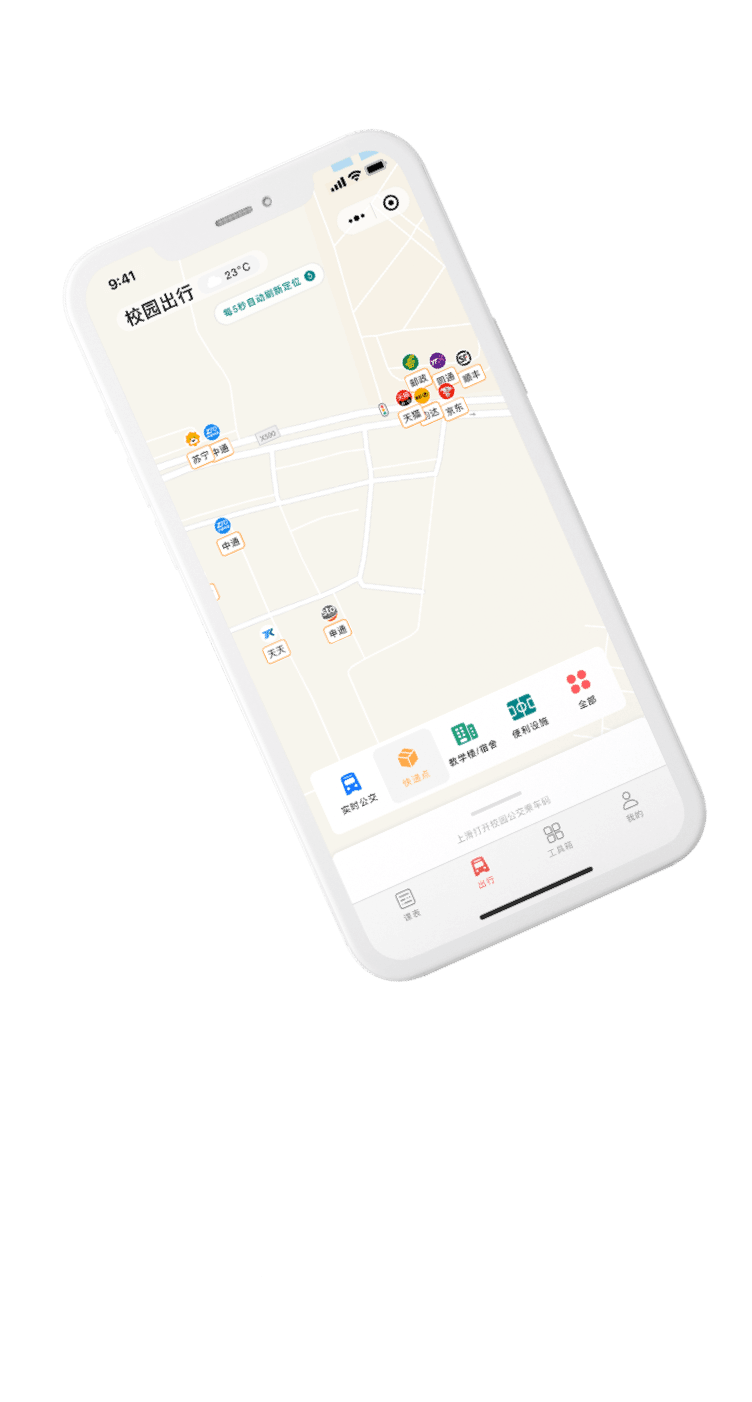 9:41
校园出行
23°C
每5秒自动刷新定位 5
邮政
圆通
顺丰
天猫
京东
X590
苏宁
中通
中通
天天
申通
实时公交
快递点
教学楼/宿舍
便利设施
全部
上滑打开校园公交乘车码
课表
出行
工具箱
我的